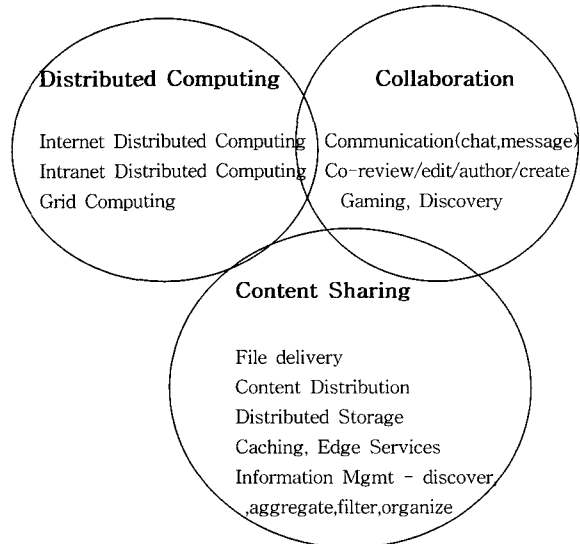 Distributed Computing
Internet Distributed Computing
Intranet Distributed Computing
Grid Computing
Collaboration
Communication(chat,message)
Co-review/edit/author/create
Gaming, Discovery
Content Sharing
File delivery
Content Distribution
Distributed Storage
Caching, Edge Services
Information Mgmt - discover,
,aggregate,filter,organize